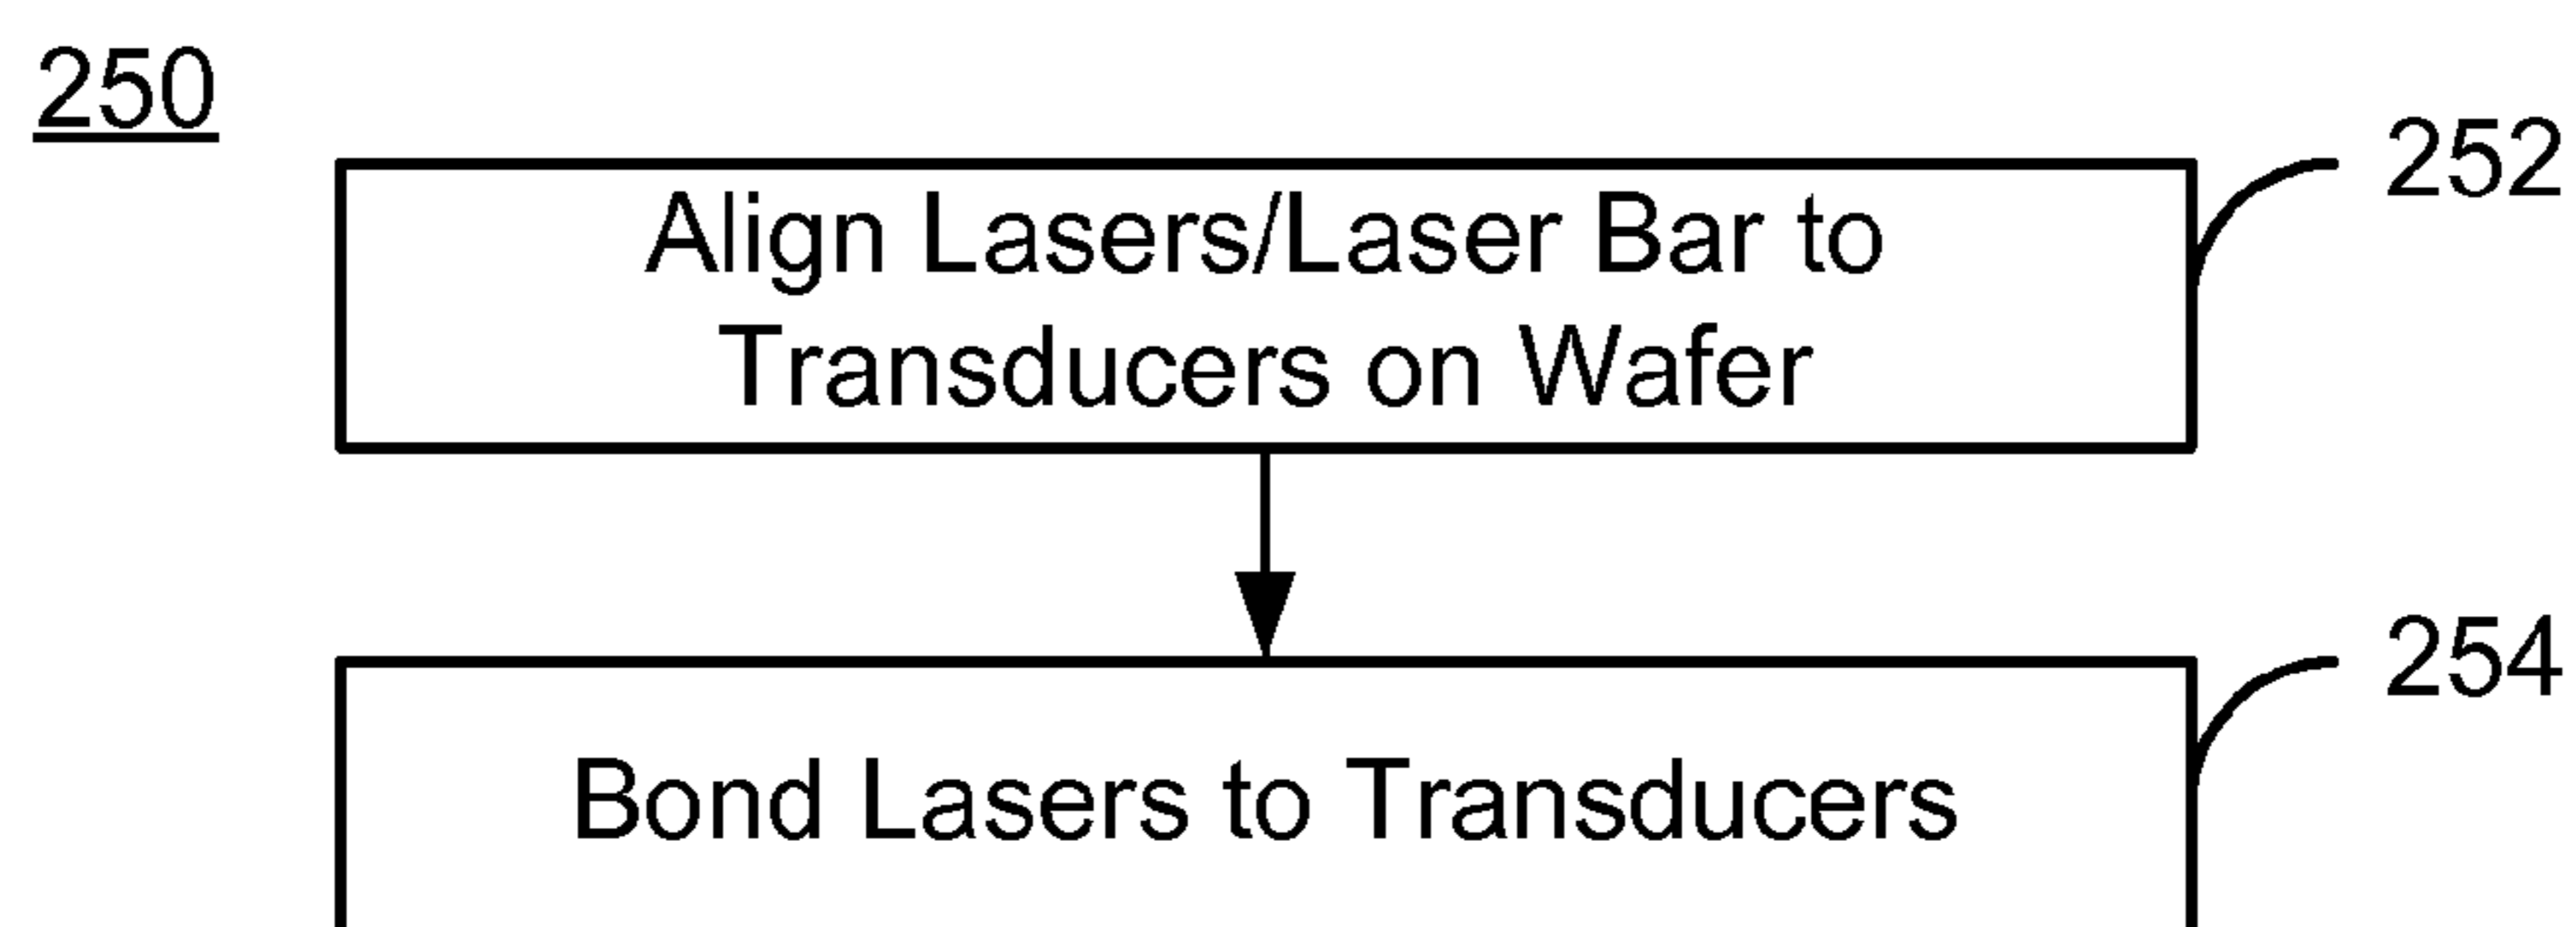 250
252
Align Lasers/Laser Bar to
Transducers on Wafer
254
Bond Lasers to Transducers